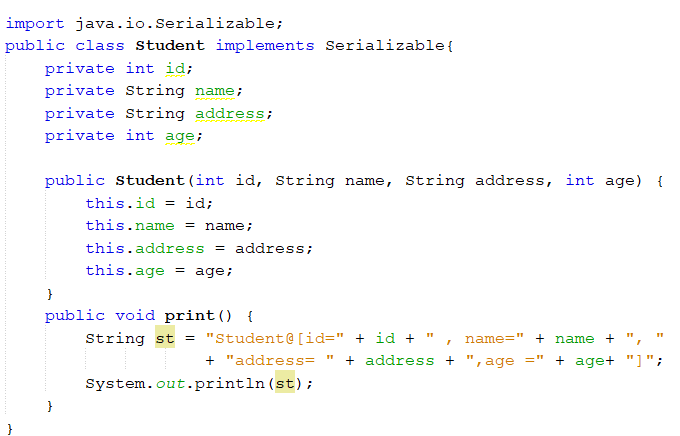 import java.io.Serializable;
public class Student implements Serializable{
    private int id;
    private String name;
    private String address;
    private int age;

    public Student(int id, String name, String address, int age) {
        this.id = id;
        this.name = name;
        this.address = address;
        this.age = age;
    }
    public void print() {
        String st = "Student@[id=" + id + " , name=" + name + ", "
                    + "address= " + address + ",age =" + age+ "]";
        System.out.println(st);
    }
}